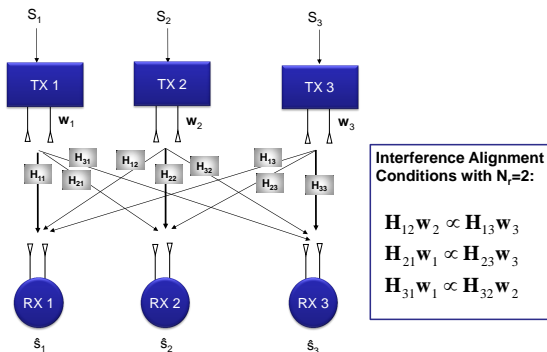 S₁ S₂ S₃
TX 1 TX 2 TX 3
w₁ w₂ w₃
H₃₁ H₁₂ H₁₃
H₁₁ H₂₁ H₂₂ H₃₂ H₂₃ H₃₃
Interference Alignment
Conditions with Nᵣ=2:
H₁₂w₂ ∝ H₁₃w₃
H₂₁w₁ ∝ H₂₃w₃
H₃₁w₁ ∝ H₃₂w₂
RX 1 RX 2 RX 3
ŝ₁ ŝ₂ ŝ₃